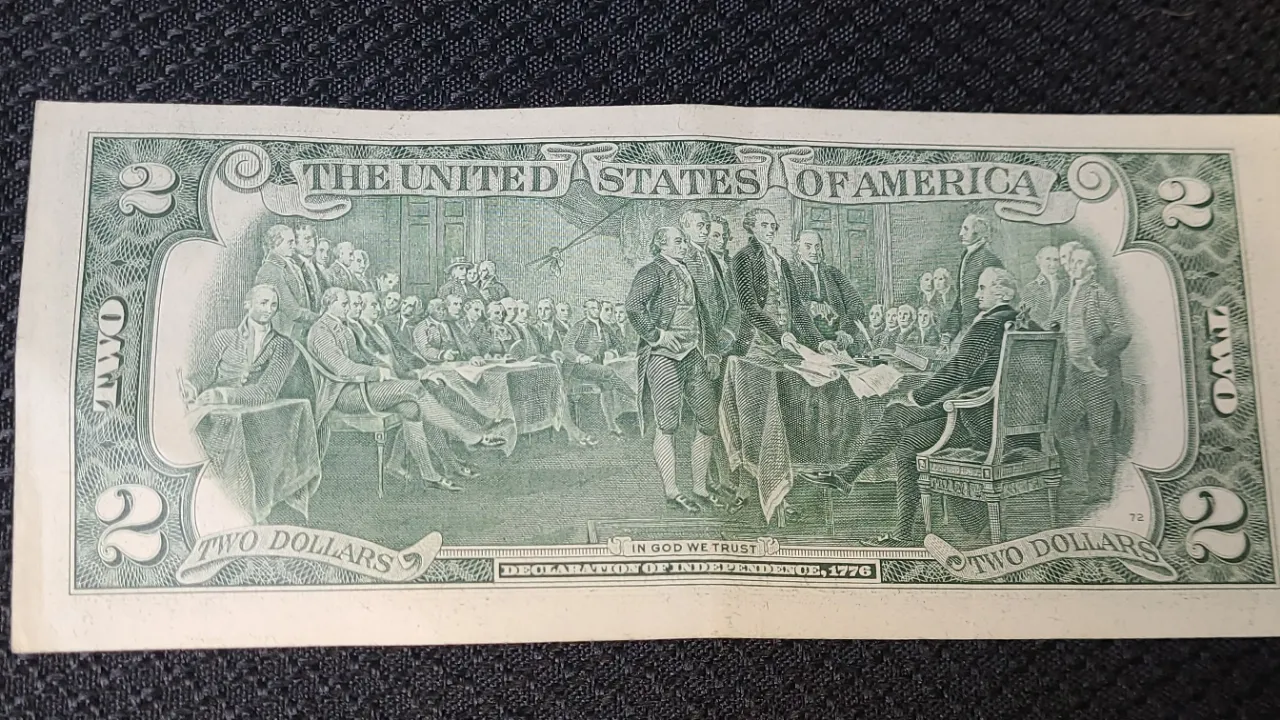 2
THE UNITED STATES OF AMERICA
2
TWO
TWO
72
2
TWO DOLLARS
IN GOD WE TRUST
TWO DOLLARS
2
DECLARATION OF INDEPENDENCE, 1776